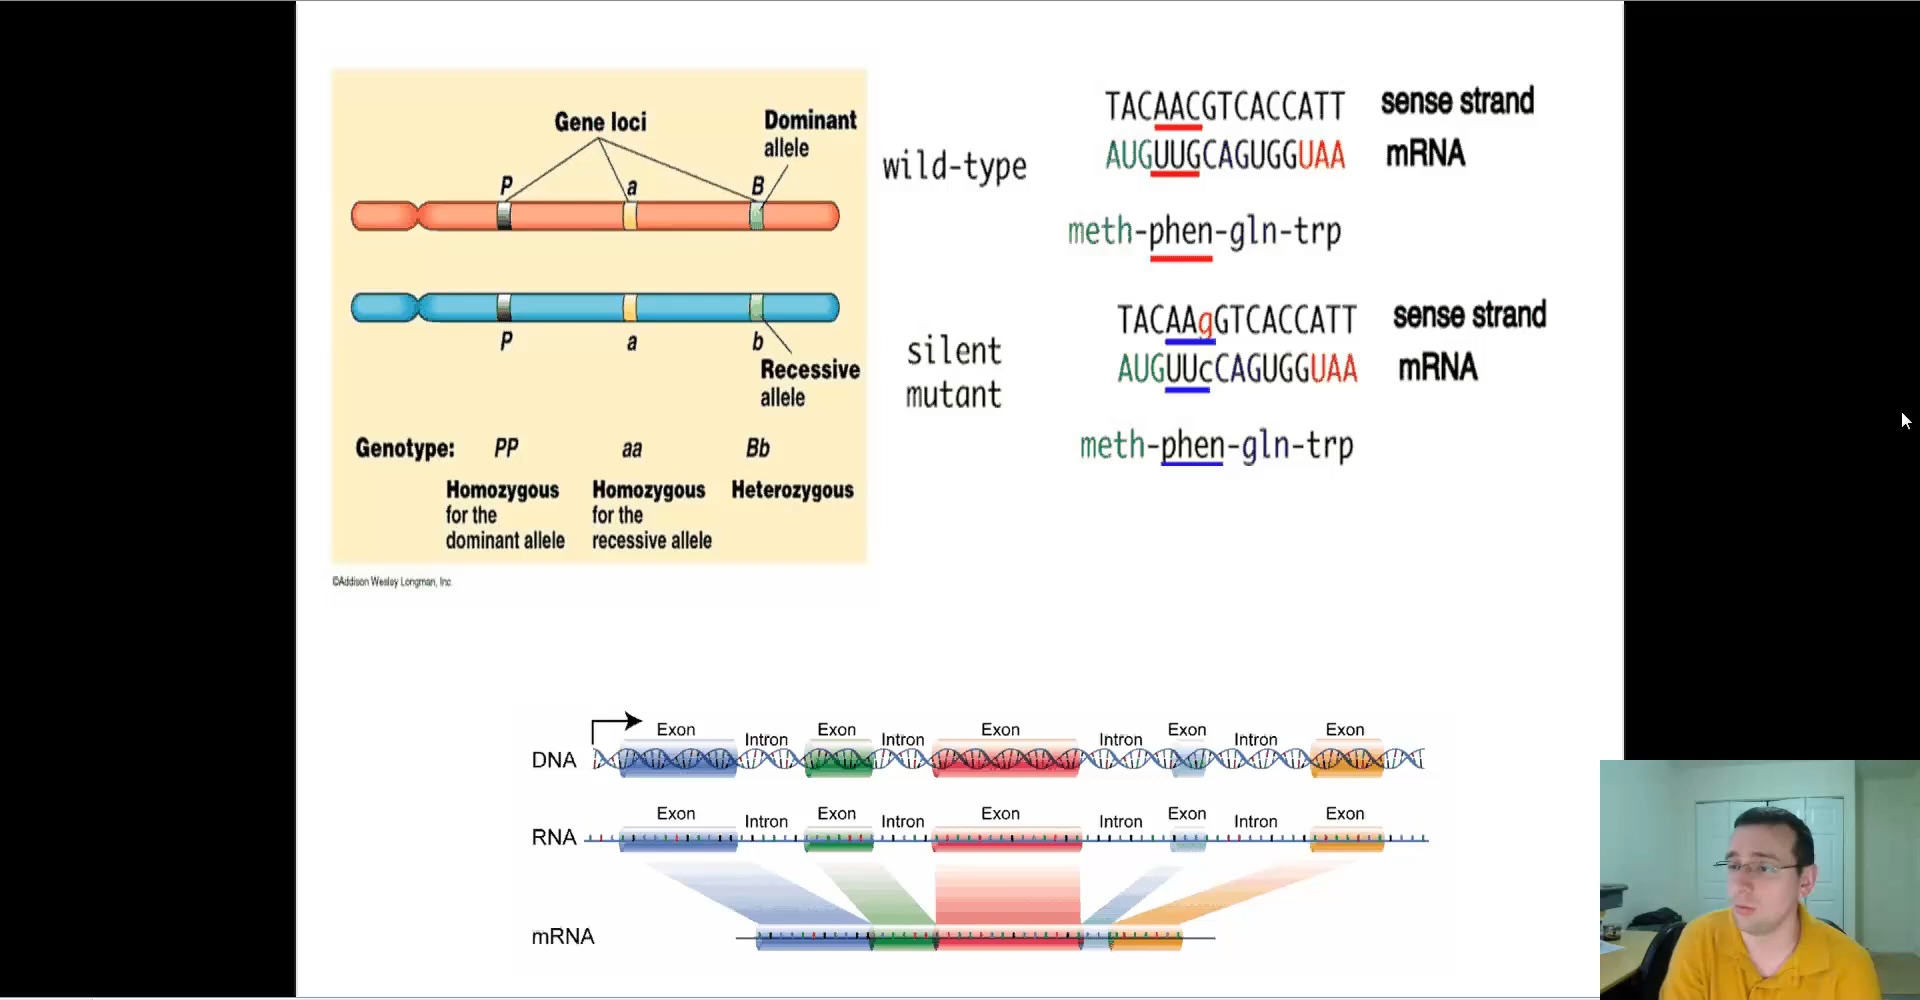 Gene loci
Dominant
allele
P a B
P a b
Recessive
allele
Genotype: PP aa Bb
Homozygous Homozygous Heterozygous
for the for the
dominant allele recessive allele
©Addison Wesley Longman, Inc.
wild-type
TACAACGTCACCATT sense strand
AUGUUGCAGUGGUAA mRNA
meth-phen-gln-trp
silent
mutant
TACAAgGTCACCATT sense strand
AUGUUcCAGUGGUAA mRNA
meth-phen-gln-trp
Exon Intron Exon Intron Exon Intron Exon Intron Exon
DNA
Exon Intron Exon Intron Exon Intron Exon Intron Exon
RNA
mRNA